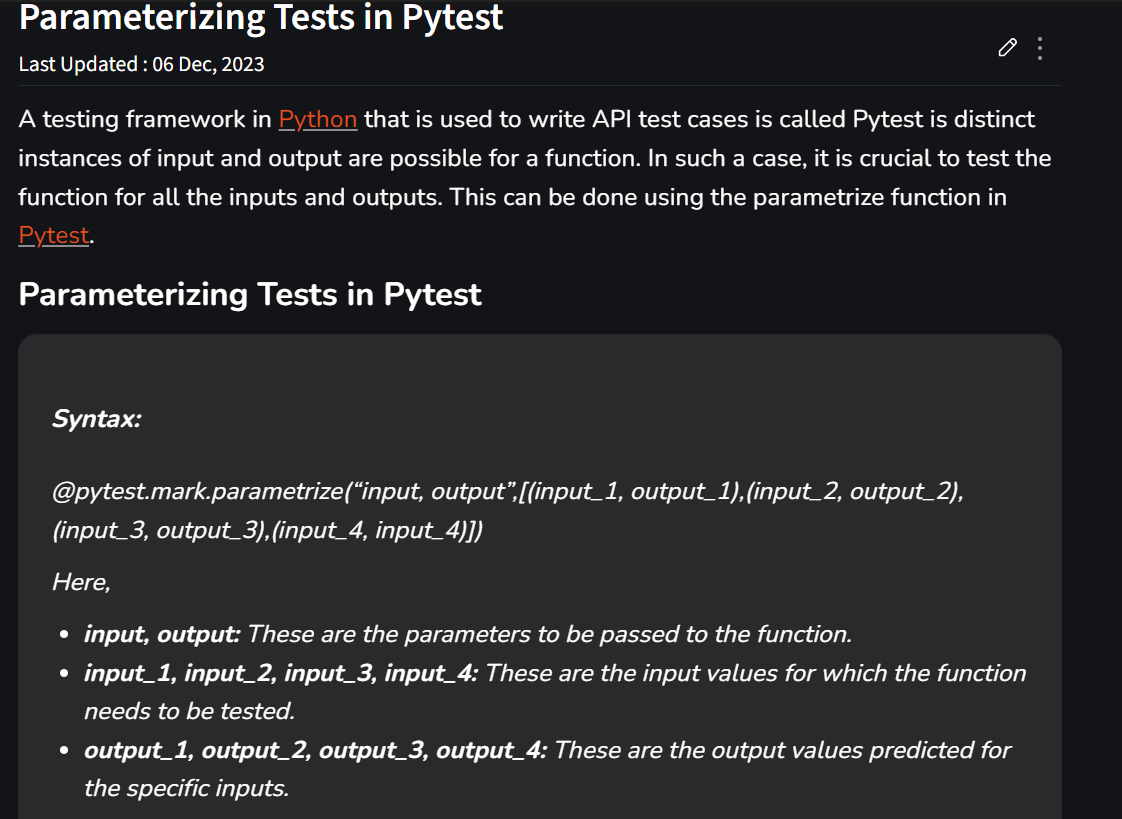 Parameterizing Tests in Pytest
Last Updated : 06 Dec, 2023
A testing framework in Python that is used to write API test cases is called Pytest is distinct
instances of input and output are possible for a function. In such a case, it is crucial to test the
function for all the inputs and outputs. This can be done using the parametrize function in
Pytest.
Parameterizing Tests in Pytest
Syntax:
@pytest.mark.parametrize(“input, output”,[(input_1, output_1),(input_2, output_2),
(input_3, output_3),(input_4, input_4)])
Here,
• input, output: These are the parameters to be passed to the function.
• input_1, input_2, input_3, input_4: These are the input values for which the function
needs to be tested.
• output_1, output_2, output_3, output_4: These are the output values predicted for
the specific inputs.